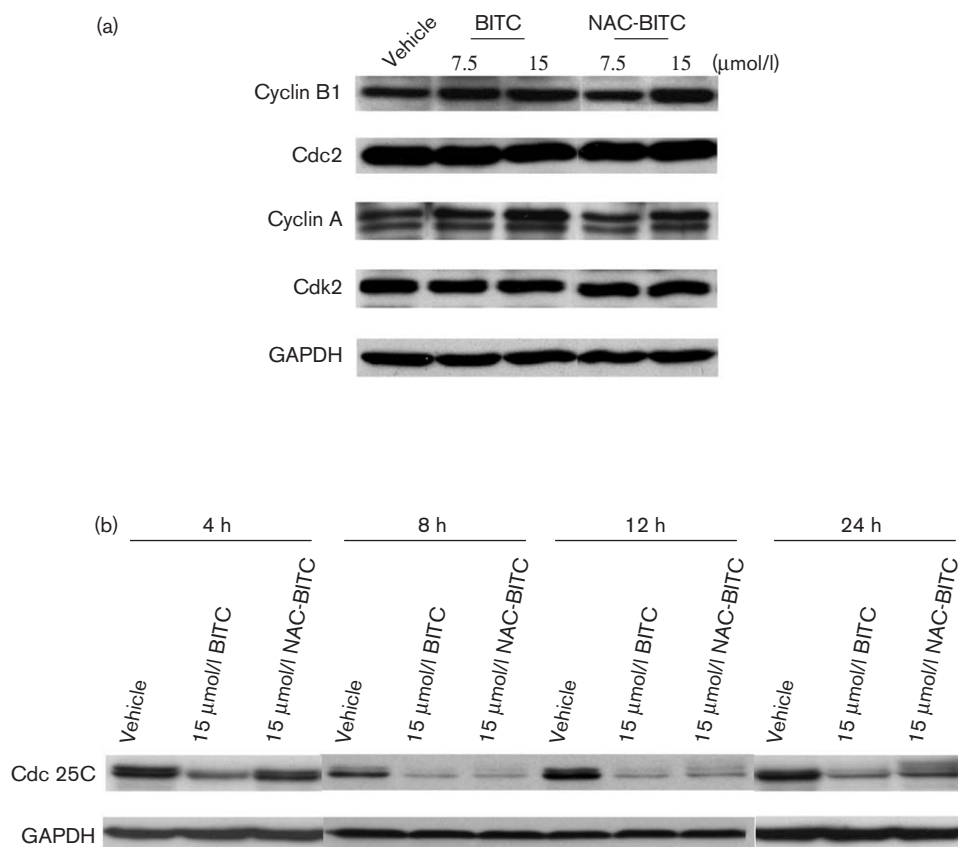 (a)
Vehicle
BITC
NAC-BITC
7.5 15 7.5 15 (μmol/l)
Cyclin B1
Cdc2
Cyclin A
Cdk2
GAPDH
(b)
4 h 8 h 12 h 24 h
Vehicle
15 μmol/l BITC
15 μmol/l NAC-BITC
Vehicle
15 μmol/l BITC
15 μmol/l NAC-BITC
Vehicle
15 μmol/l BITC
15 μmol/l NAC-BITC
Vehicle
15 μmol/l BITC
15 μmol/l NAC-BITC
Cdc 25C
GAPDH